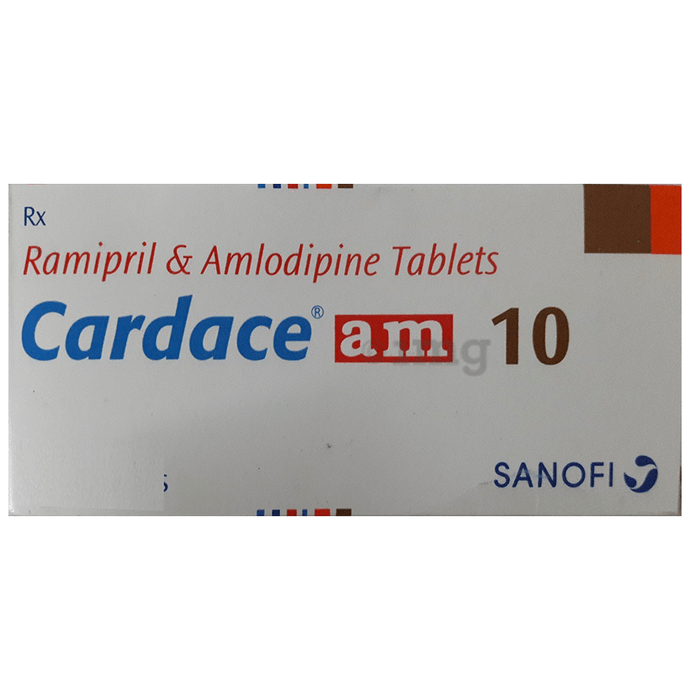 Rx
Ramipril & Amlodipine Tablets
Cardace® am 10
SANOFI